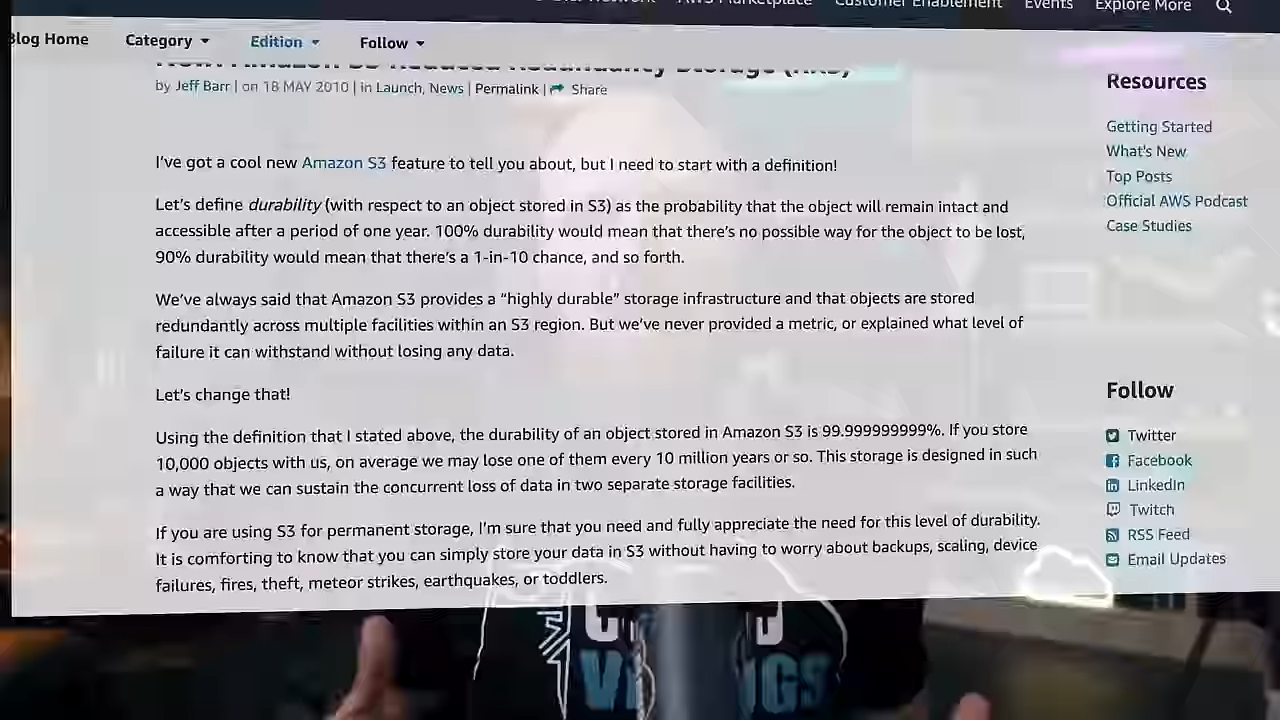 AWS Marketplace Customer Enablement Events Explore More
Blog Home Category Edition Follow
New: Amazon S3 Reduced Redundancy Storage (RRS)
by Jeff Barr | on 18 MAY 2010 | in Launch, News | Permalink | Share
I've got a cool new Amazon S3 feature to tell you about, but I need to start with a definition!
Let's define durability (with respect to an object stored in S3) as the probability that the object will remain intact and
accessible after a period of one year. 100% durability would mean that there's no possible way for the object to be lost,
90% durability would mean that there's a 1-in-10 chance, and so forth.
We've always said that Amazon S3 provides a "highly durable" storage infrastructure and that objects are stored
redundantly across multiple facilities within an S3 region. But we've never provided a metric, or explained what level of
failure it can withstand without losing any data.
Let's change that!
Using the definition that I stated above, the durability of an object stored in Amazon S3 is 99.999999999%. If you store
10,000 objects with us, on average we may lose one of them every 10 million years or so. This storage is designed in such
a way that we can sustain the concurrent loss of data in two separate storage facilities.
If you are using S3 for permanent storage, I'm sure that you need and fully appreciate the need for this level of durability.
It is comforting to know that you can simply store your data in S3 without having to worry about backups, scaling, device
failures, fires, theft, meteor strikes, earthquakes, or toddlers.
Resources
Getting Started
What's New
Top Posts
Official AWS Podcast
Case Studies
Follow
Twitter
Facebook
LinkedIn
Twitch
RSS Feed
Email Updates